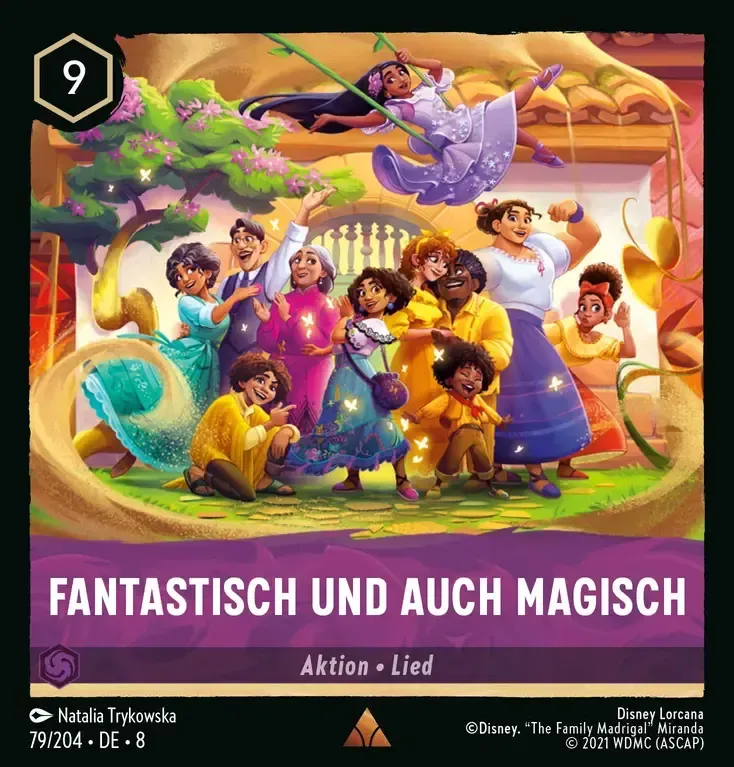 9
FANTASTISCH UND AUCH MAGISCH
Aktion • Lied
Natalia Trykowska
79/204 • DE • 8
Disney Lorcana
©Disney. "The Family Madrigal" Miranda
© 2021 WDMC (ASCAP)